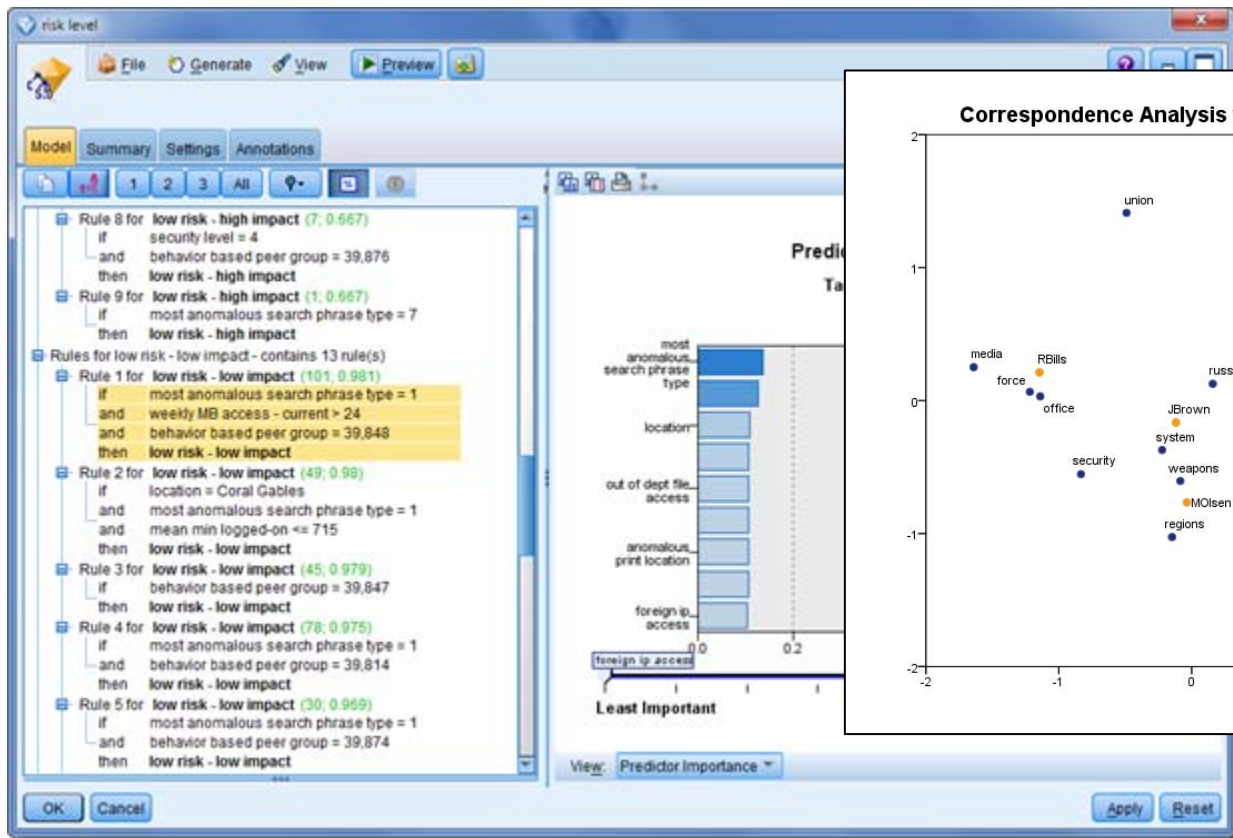 risk level
File Generate View Preview
Model Summary Settings Annotations
1 2 3 All
Rule 8 for low risk - high impact (7; 0.667)
if security level = 4
and behavior based peer group = 39,876
then low risk - high impact
Rule 9 for low risk - high impact (1; 0.667)
if most anomalous search phrase type = 7
then low risk - high impact
Rules for low risk - low impact - contains 13 rule(s)
Rule 1 for low risk - low impact (101; 0.981)
if most anomalous search phrase type = 1
and weekly MB access - current > 24
and behavior based peer group = 39,848
then low risk - low impact
Rule 2 for low risk - low impact (49; 0.98)
if location = Coral Gables
and most anomalous search phrase type = 1
and mean min logged-on <= 715
then low risk - low impact
Rule 3 for low risk - low impact (45; 0.979)
if behavior based peer group = 39,847
then low risk - low impact
Rule 4 for low risk - low impact (78; 0.975)
if most anomalous search phrase type = 1
and behavior based peer group = 39,814
then low risk - low impact
Rule 5 for low risk - low impact (30; 0.969)
if most anomalous search phrase type = 1
and behavior based peer group = 39,874
then low risk - low impact
OK Cancel
Predic
Ta
most
anomalous
search phrase
type
location
out of dept file
access
anomalous
print location
foreign ip
access
0.0 0.2
foreign ip access
Least Important
View: Predictor Importance
Apply Reset
Correspondence Analysis
2
union
1
media
RBills
force
office
russ
0
JBrown
system
security
weapons
MOlsen
regions
-1
-2
-2 -1 0